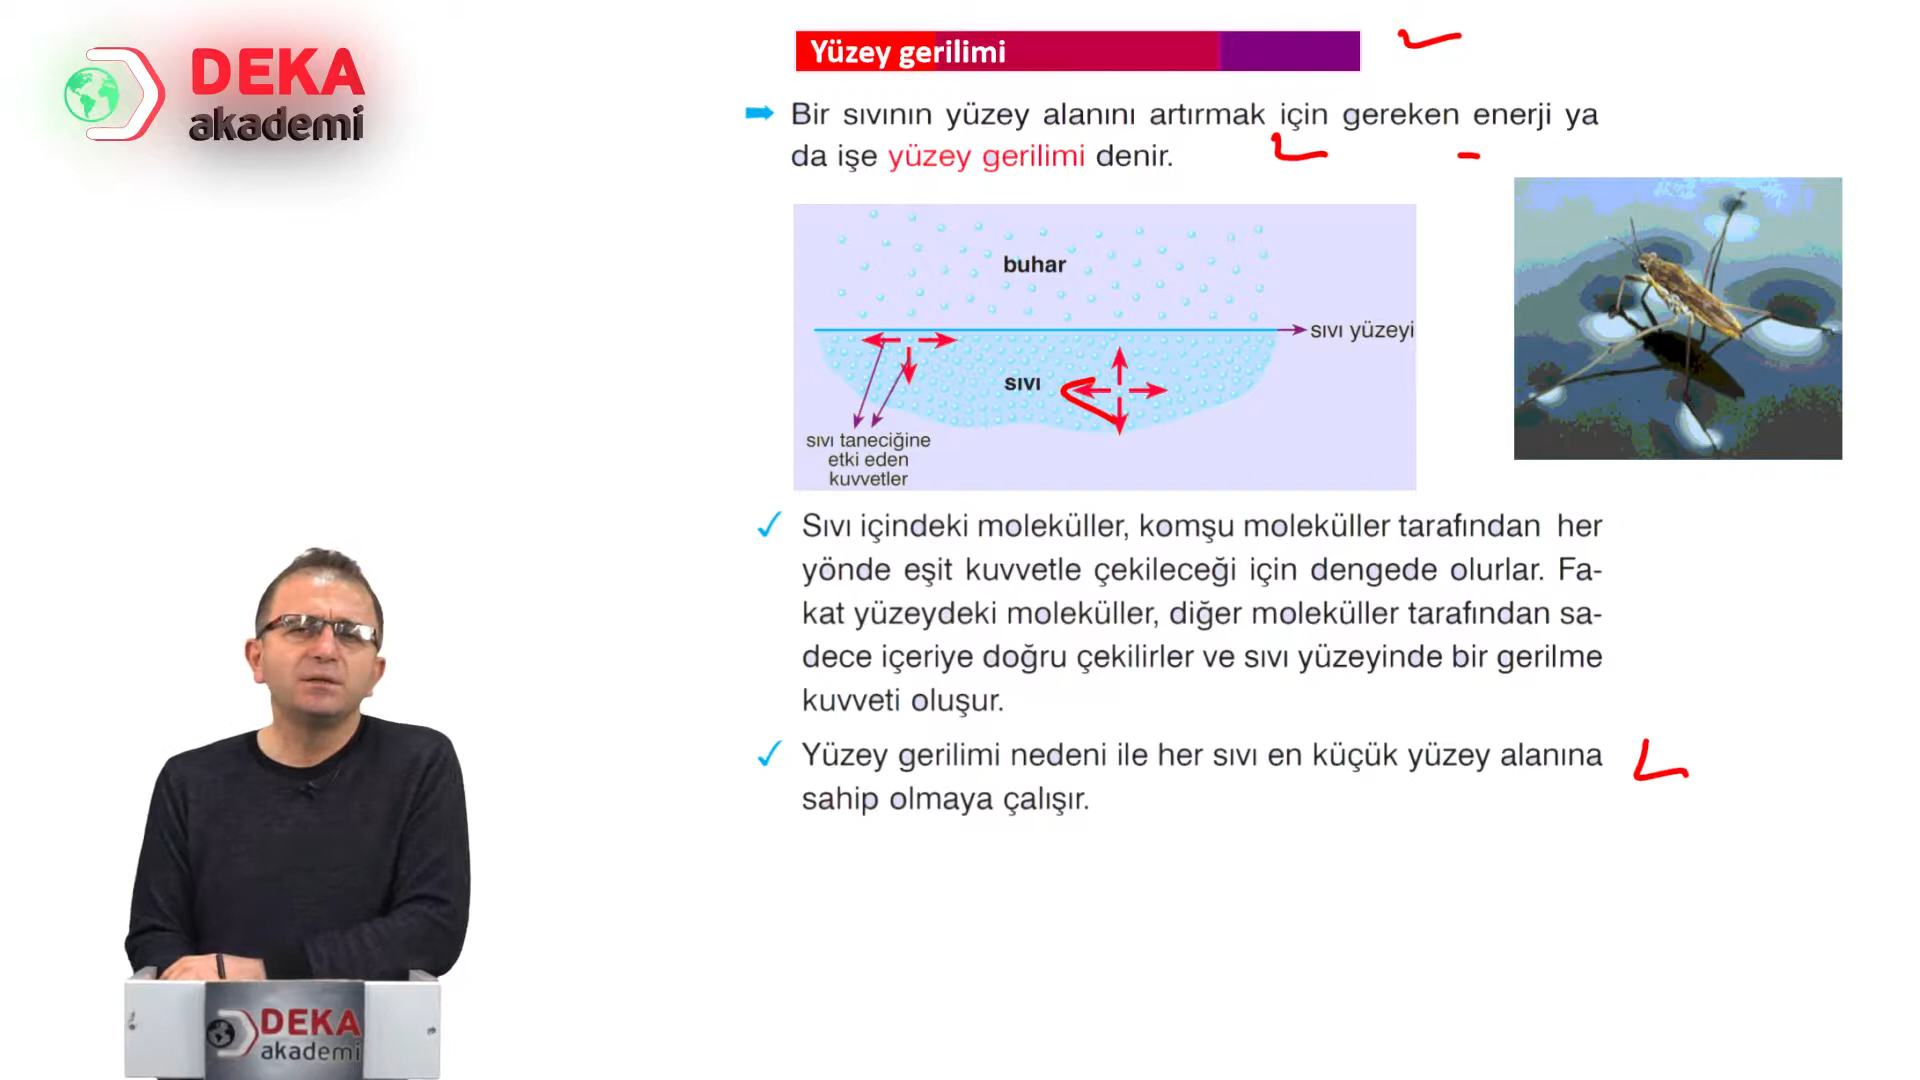 DEKA
akademi
Yüzey gerilimi
Bir sıvının yüzey alanını artırmak için gereken enerji ya
da işe yüzey gerilimi denir.
buhar
sıvı yüzeyi
sıvı
sıvı taneciğine
etki eden
kuvvetler
Sıvı içindeki moleküller, komşu moleküller tarafından her
yönde eşit kuvvetle çekileceği için dengede olurlar. Fa-
kat yüzeydeki moleküller, diğer moleküller tarafından sa-
dece içeriye doğru çekilirler ve sıvı yüzeyinde bir gerilme
kuvveti oluşur.
Yüzey gerilimi nedeni ile her sıvı en küçük yüzey alanına
sahip olmaya çalışır.
DEKA
akademi